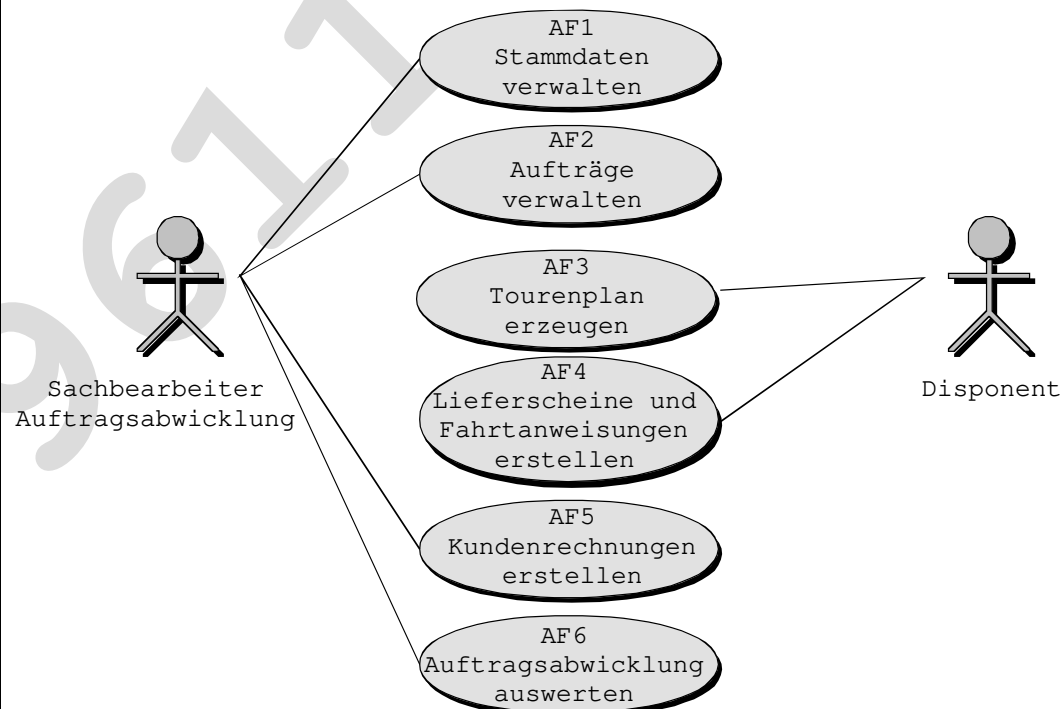 AF1
Stammdaten
verwalten
AF2
Aufträge
verwalten
AF3
Tourenplan
erzeugen
AF4
Lieferscheine und
Fahrtanweisungen
erstellen
Sachbearbeiter
Auftragsabwicklung
Disponent
AF5
Kundenrechnungen
erstellen
AF6
Auftragsabwicklung
auswerten
961